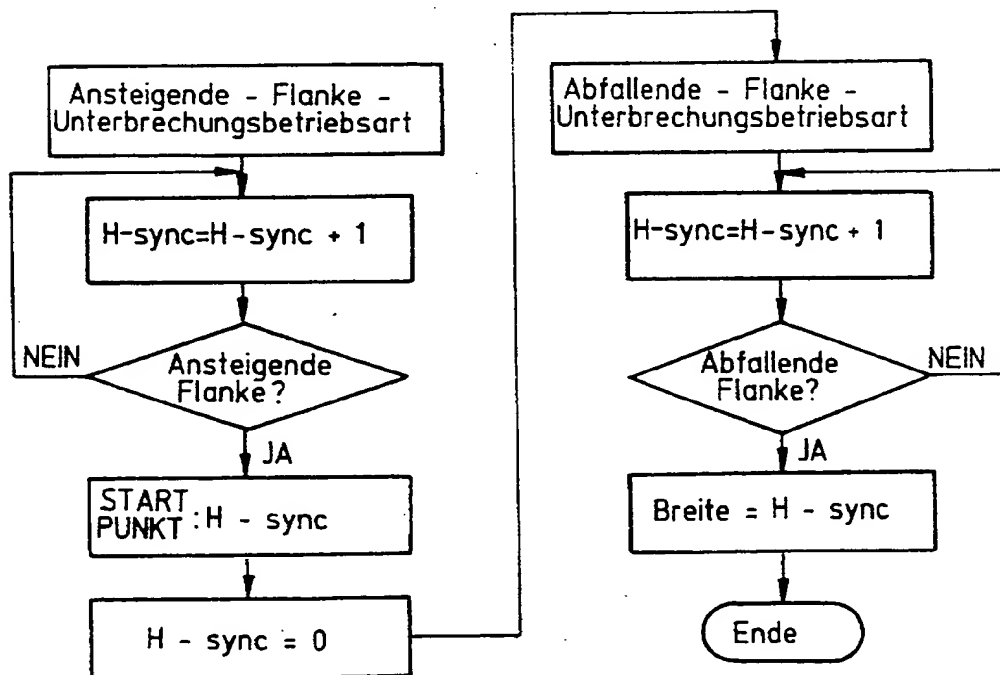 Ansteigende - Flanke -
Unterbrechungsbetriebsart
H-sync=H-sync + 1
NEIN
Ansteigende
Flanke?
JA
START
PUNKT : H - sync
H - sync = 0
Abfallende - Flanke -
Unterbrechungsbetriebsart
H-sync=H-sync + 1
Abfallende
Flanke?
NEIN
JA
Breite = H - sync
Ende